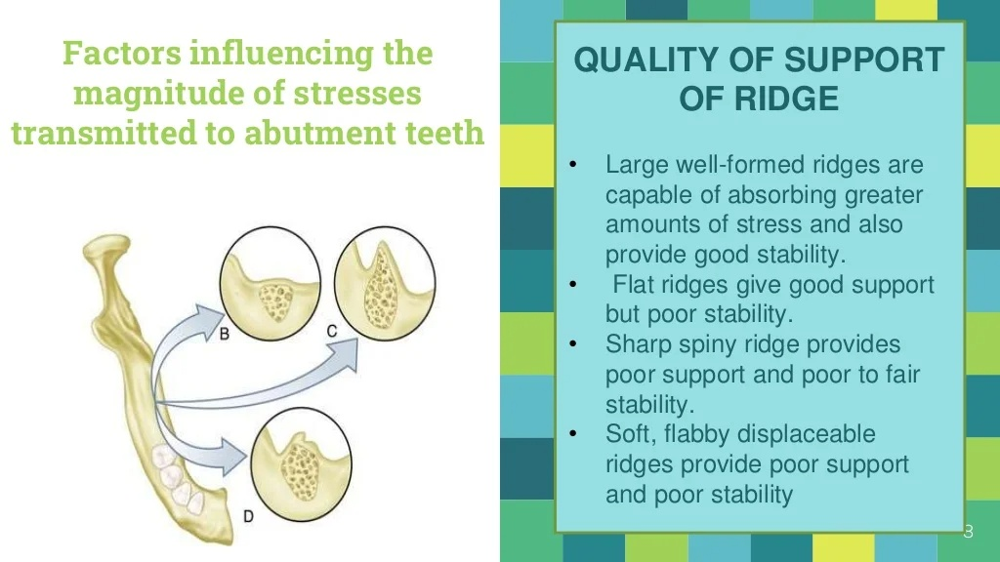 Factors influencing the
magnitude of stresses
transmitted to abutment teeth
B
C
D
QUALITY OF SUPPORT
OF RIDGE
• Large well-formed ridges are
capable of absorbing greater
amounts of stress and also
provide good stability.
• Flat ridges give good support
but poor stability.
• Sharp spiny ridge provides
poor support and poor to fair
stability.
• Soft, flabby displaceable
ridges provide poor support
and poor stability
3